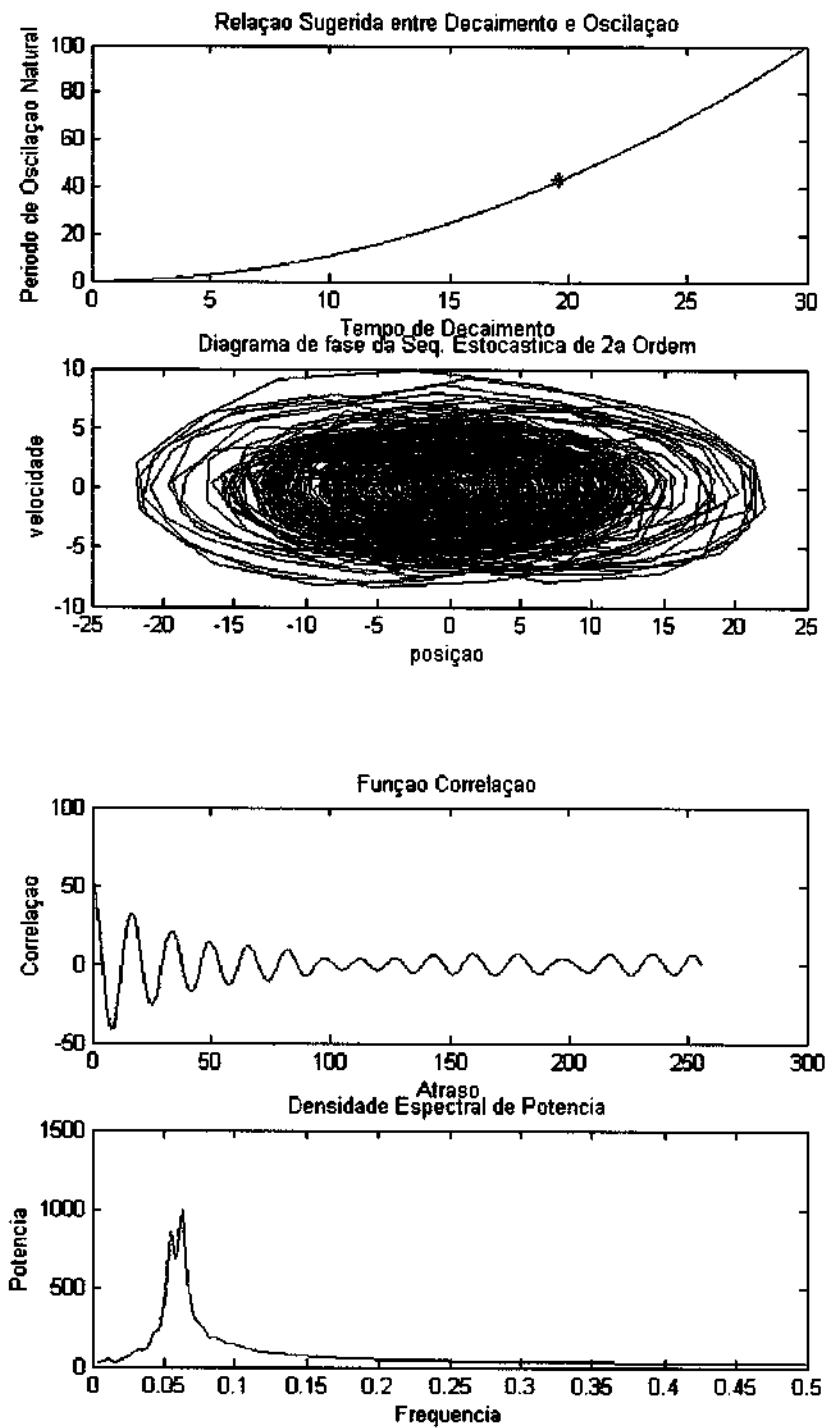 Relaçao Sugerida entre Decaimento e Oscilaçao
Periodo de Oscilaçao Natural
100
80
60
40
20
0
0 5 10 15 20 25 30
Tempo de Decaimento
Diagrama de fase da Seq. Estocastica de 2a Ordem
velocidade
10
5
0
-5
-10
-25 -20 -15 -10 -5 0 5 10 15 20 25
posiçao
Funçao Correlaçao
Correlaçao
100
50
0
-50
0 50 100 150 200 250 300
Atraso
Densidade Espectral de Potencia
Potencia
1500
1000
500
0
0 0.05 0.1 0.15 0.2 0.25 0.3 0.35 0.4 0.45 0.5
Frequencia